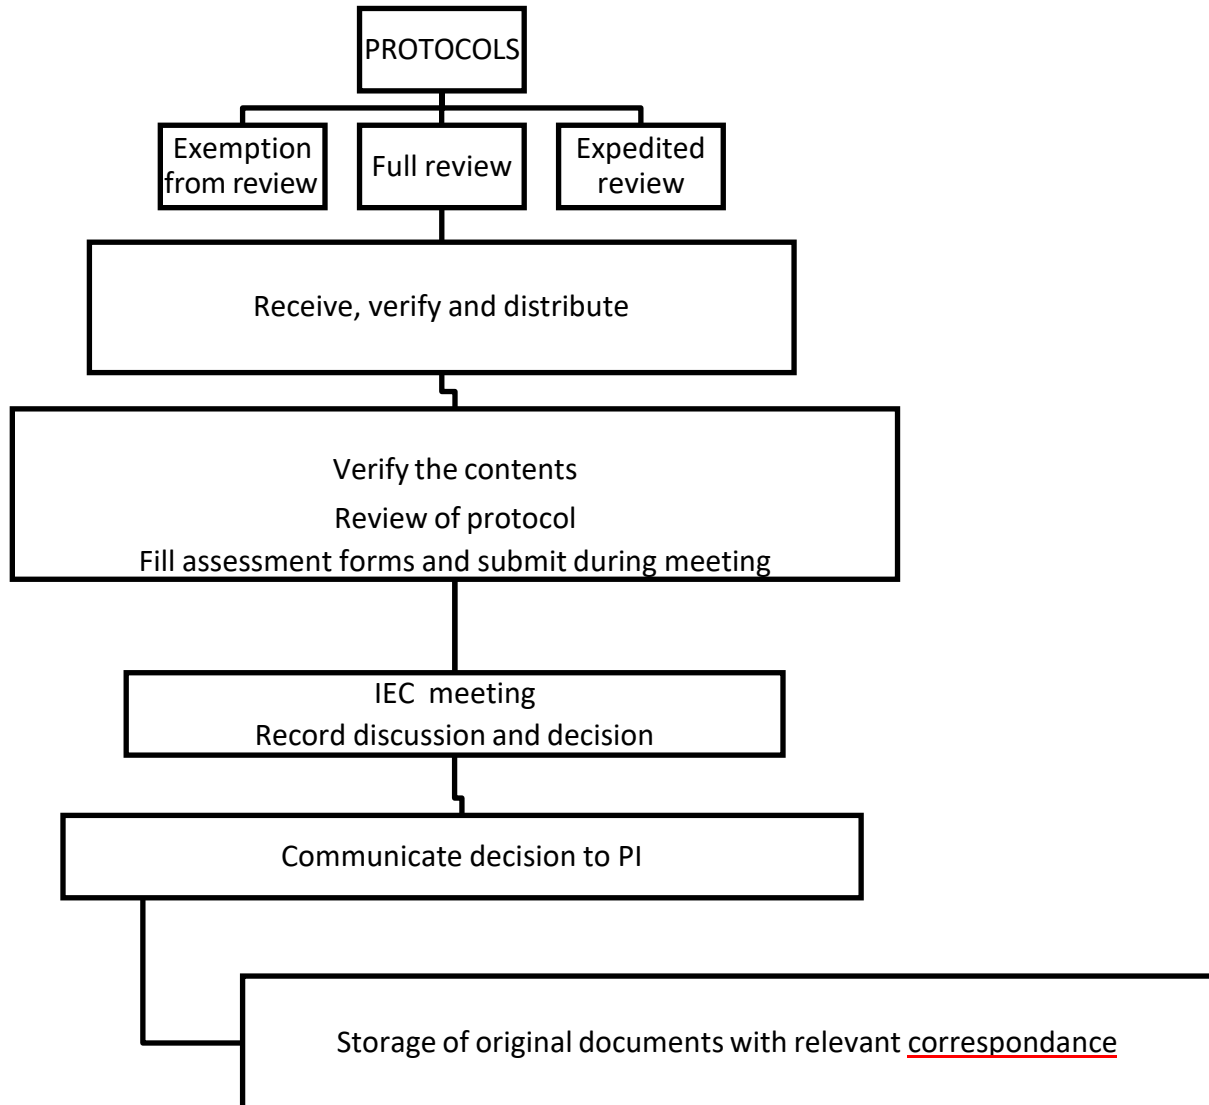 PROTOCOLS
Exemption
from review
Full review
Expedited
review
Receive, verify and distribute
Verify the contents
Review of protocol
Fill assessment forms and submit during meeting
IEC meeting
Record discussion and decision
Communicate decision to PI
Storage of original documents with relevant correspondance